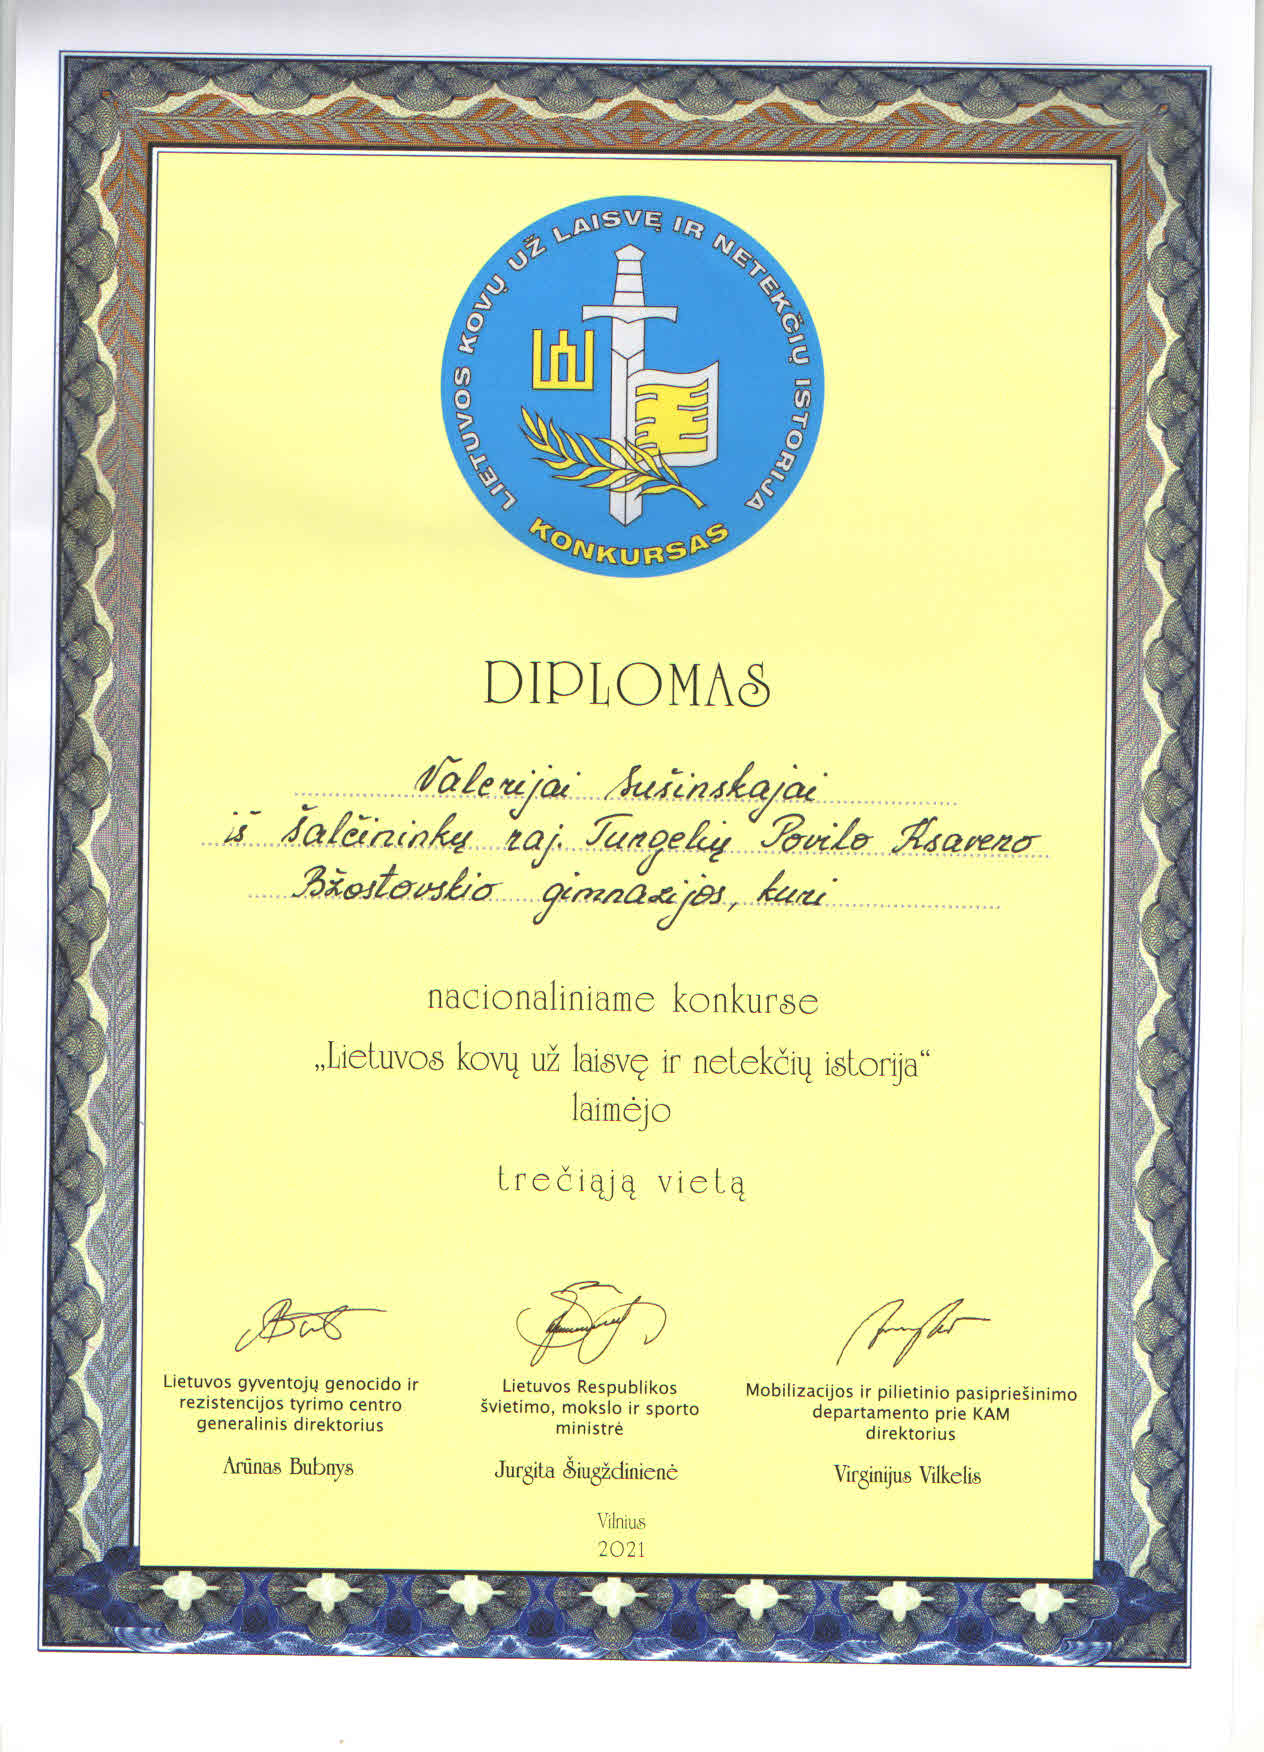 LIETUVOS KOVŲ UŽ LAISVĘ IR NETEKČIŲ ISTORIJA
KONKURSAS
DIPLOMAS
Valerijai Sušinskajai
iš Šalčininkų raj. Turgelių Povilo Ksavero
Bžostovskio gimnazijos, kuri
nacionaliniame konkurse
„Lietuvos kovų už laisvę ir netekčių istorija“
laimėjo
trečiąją vietą
Lietuvos gyventojų genocido ir
rezistencijos tyrimo centro
generalinis direktorius
Arūnas Bubnys
Lietuvos Respublikos
švietimo, mokslo ir sporto
ministrė
Jurgita Šiugždinienė
Mobilizacijos ir pilietinio pasipriešinimo
departamento prie KAM
direktorius
Virginijus Vilkelis
Vilnius
2021